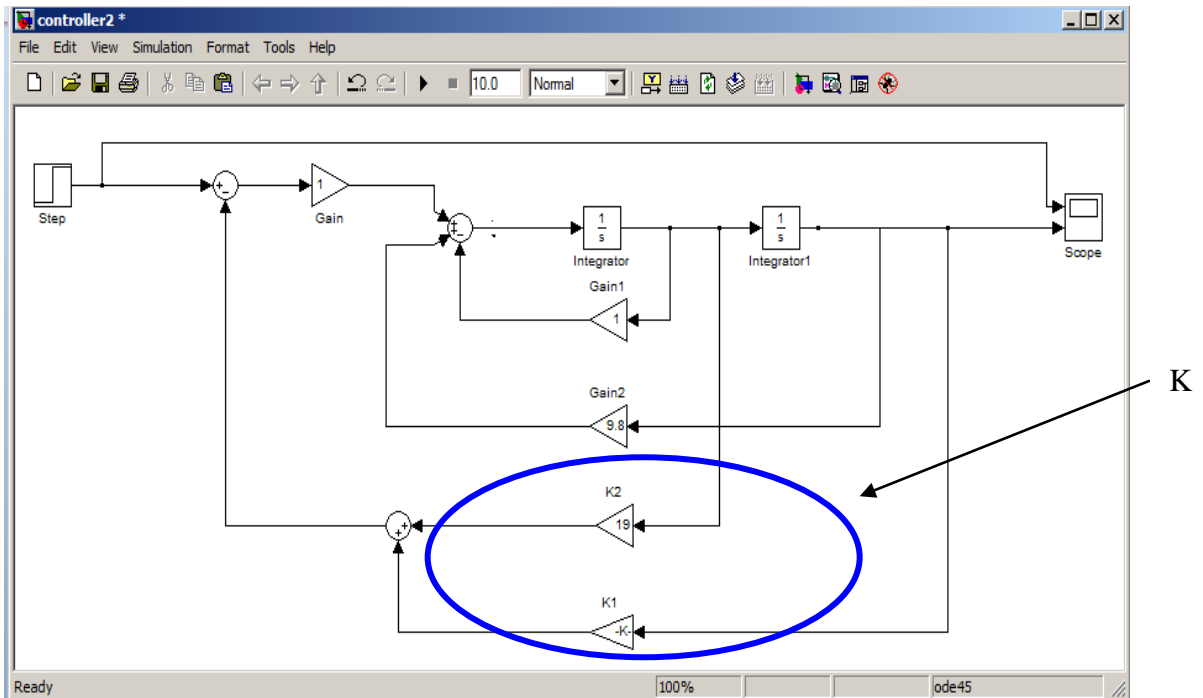 controller2 *
File Edit View Simulation Format Tools Help
10.0 Normal
Step
+ -
1
Gain
+ + -
1 s
Integrator
1 s
Integrator1
Scope
Gain1
1
Gain2
9.8
K
K2
19
+ +
K1
-K-
Ready 100% ode45